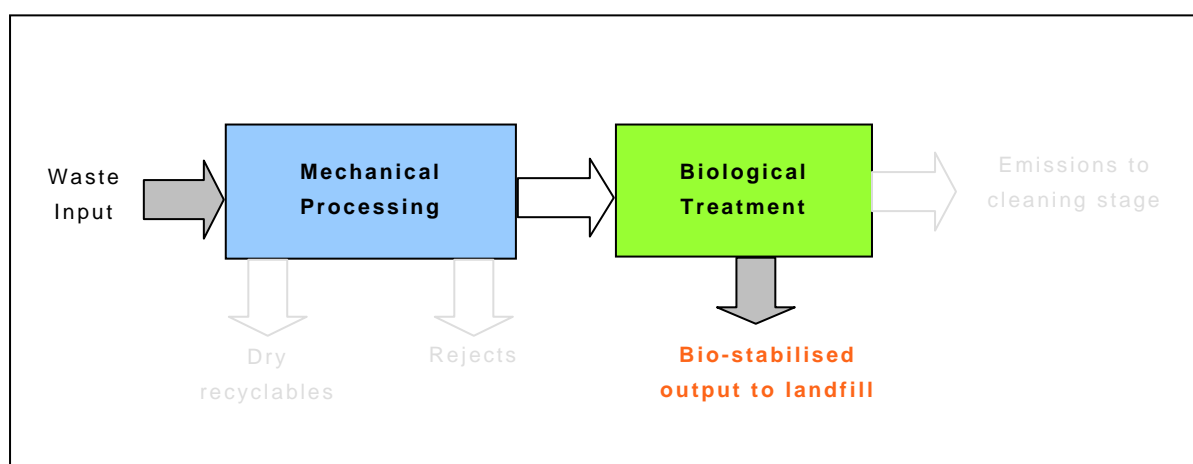 Waste
Input
Mechanical
Processing
Biological
Treatment
Emissions to
cleaning stage
Dry
recyclables
Rejects
Bio-stabilised
output to landfill